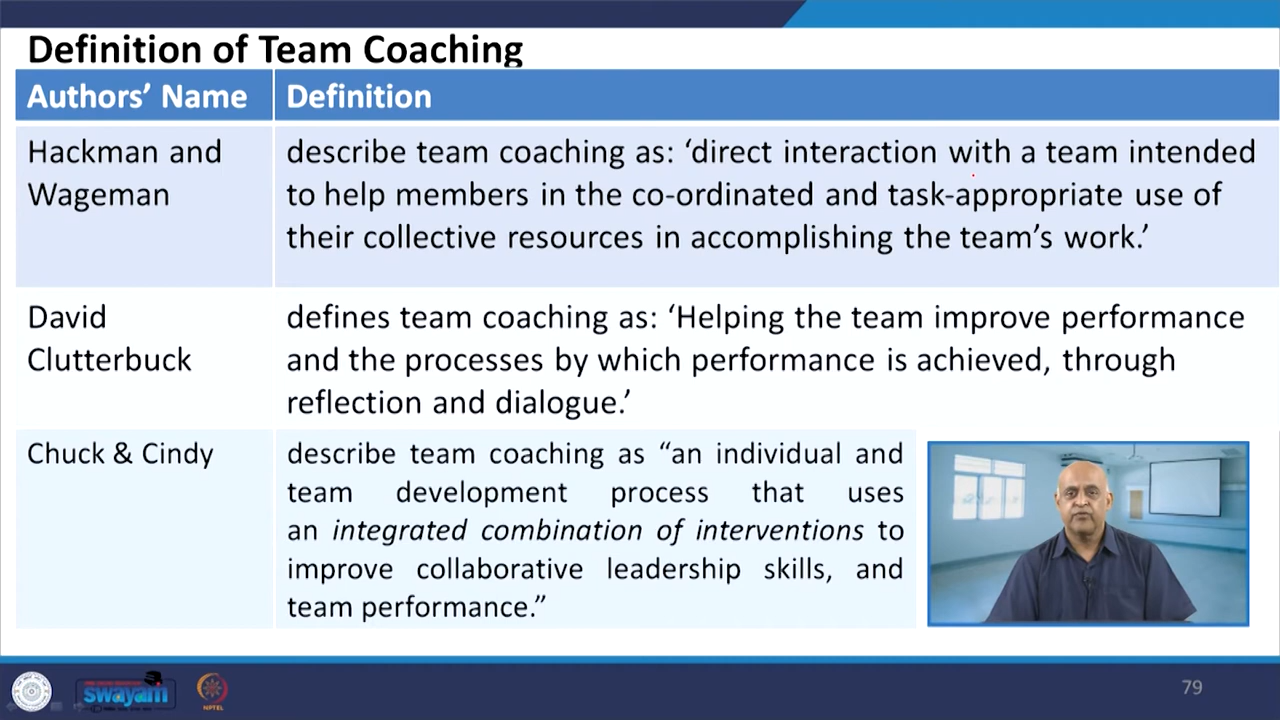 Definition of Team Coaching
Authors' Name
Definition
Hackman and
Wageman
describe team coaching as: ‘direct interaction with a team intended
to help members in the co-ordinated and task-appropriate use of
their collective resources in accomplishing the team’s work.’
David
Clutterbuck
defines team coaching as: ‘Helping the team improve performance
and the processes by which performance is achieved, through
reflection and dialogue.’
Chuck & Cindy
describe team coaching as “an individual and
team development process that uses
an integrated combination of interventions to
improve collaborative leadership skills, and
team performance.”
swayam
NPTEL
79